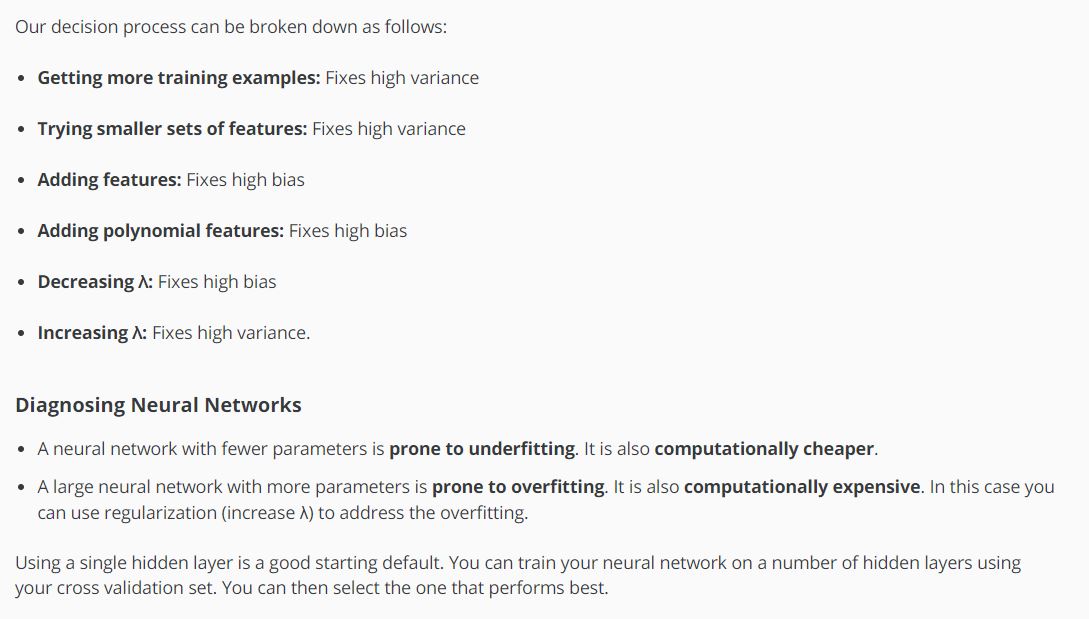 Our decision process can be broken down as follows:
• Getting more training examples: Fixes high variance
• Trying smaller sets of features: Fixes high variance
• Adding features: Fixes high bias
• Adding polynomial features: Fixes high bias
• Decreasing λ: Fixes high bias
• Increasing λ: Fixes high variance.
Diagnosing Neural Networks
• A neural network with fewer parameters is prone to underfitting. It is also computationally cheaper.
• A large neural network with more parameters is prone to overfitting. It is also computationally expensive. In this case you
can use regularization (increase λ) to address the overfitting.
Using a single hidden layer is a good starting default. You can train your neural network on a number of hidden layers using
your cross validation set. You can then select the one that performs best.